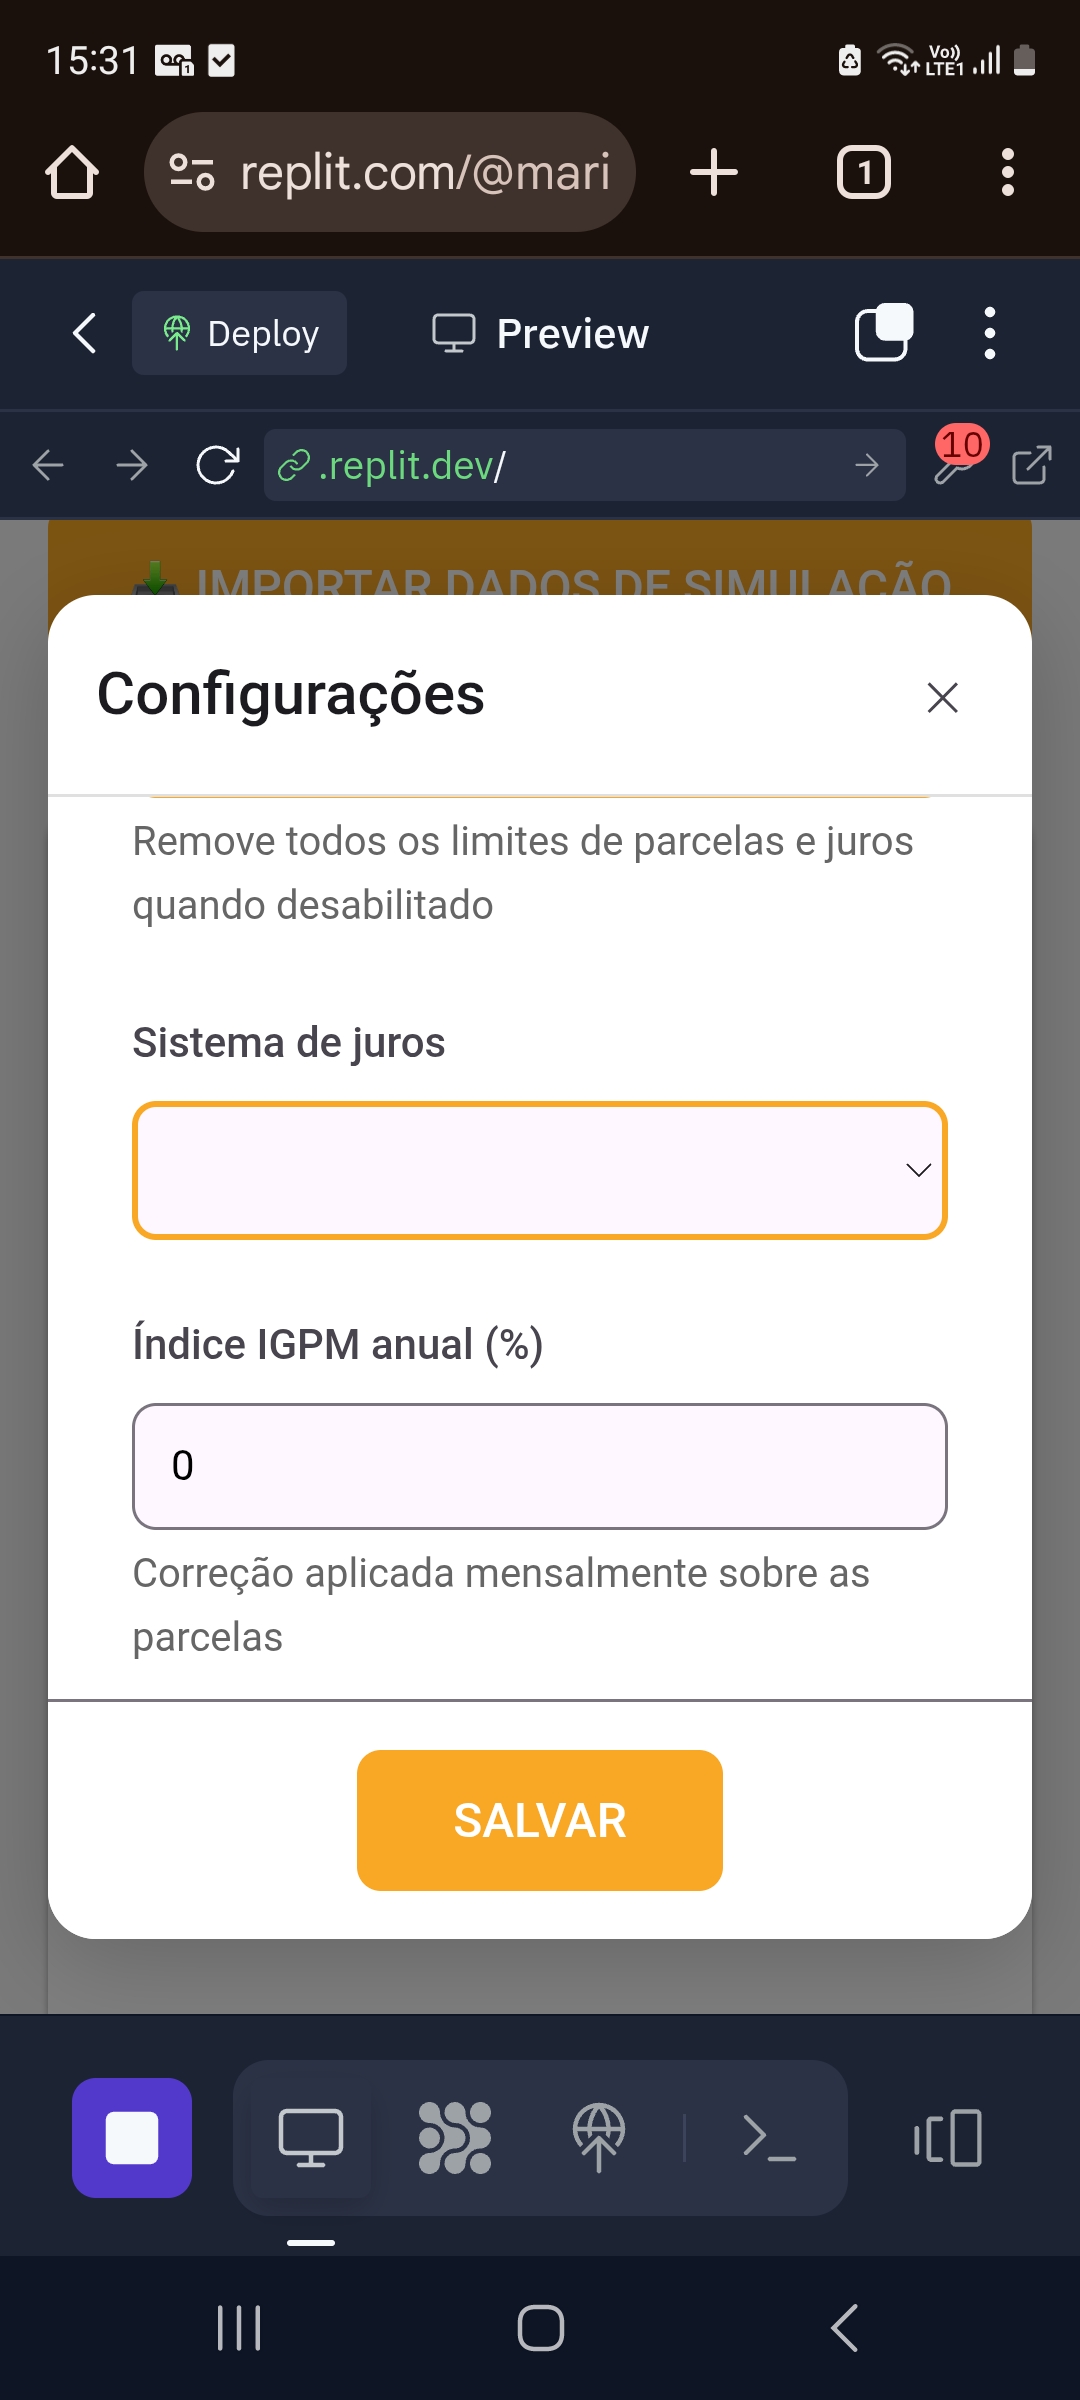 15:31
Vo))
LTE1
replit.com/@mari
1
Deploy
Preview
.replit.dev/
10
IMPORTAR DADOS DE SIMULAÇÃO
Configurações
Remove todos os limites de parcelas e juros
quando desabilitado
Sistema de juros
Índice IGPM anual (%)
0
Correção aplicada mensalmente sobre as
parcelas
SALVAR